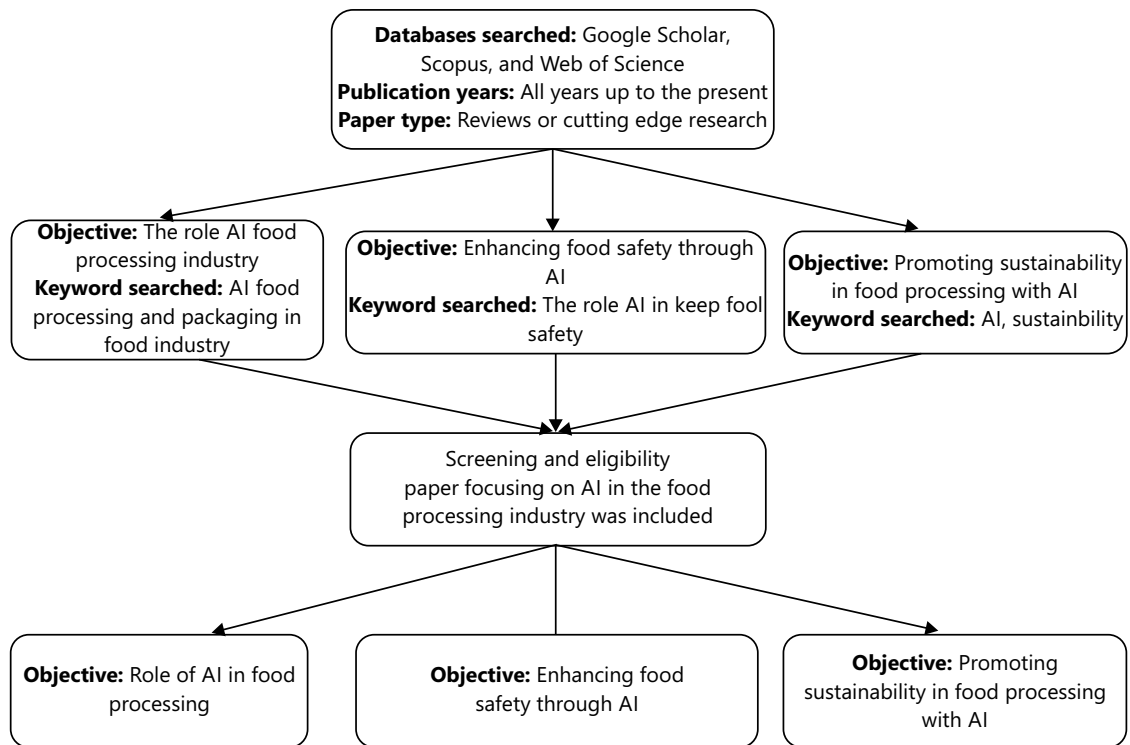 Databases searched: Google Scholar,
Scopus, and Web of Science
Publication years: All years up to the present
Paper type: Reviews or cutting edge research
Objective: The role AI food
processing industry
Keyword searched: AI food
processing and packaging in
food industry
Objective: Enhancing food safety through
AI
Keyword searched: The role AI in keep fool
safety
Objective: Promoting sustainability
in food processing with AI
Keyword searched: AI, sustainbility
Screening and eligibility
paper focusing on AI in the food
processing industry was included
Objective: Role of AI in food
processing
Objective: Enhancing food
safety through AI
Objective: Promoting
sustainability in food processing
with AI